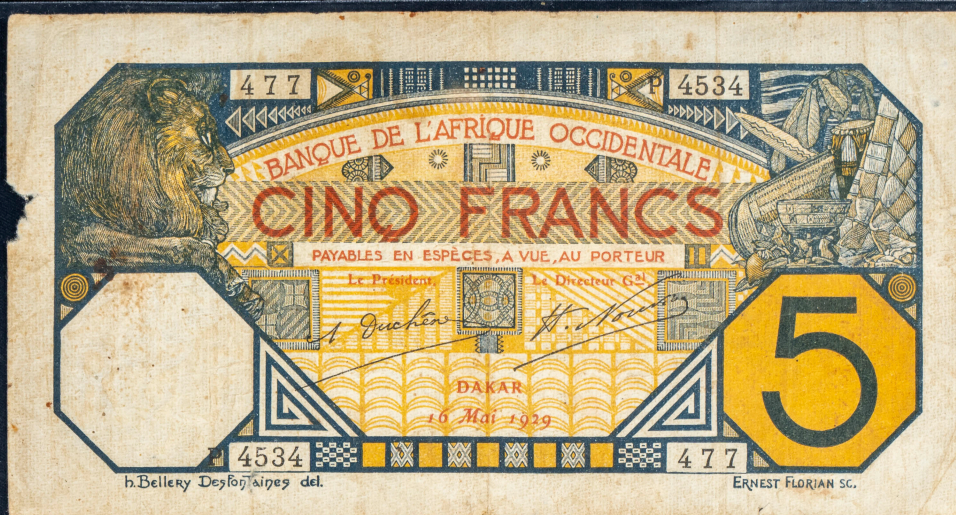 477 P 4534
BANQUE DE L'AFRIQUE OCCIDENTALE
CINQ FRANCS
PAYABLES EN ESPÈCES, A VUE, AU PORTEUR
Le Président, Le Directeur Gal
A Duchêne
5
DAKAR
16 Mai 1929
P 4534 477
h. Bellery Desfontaines del. ERNEST FLORIAN SC.